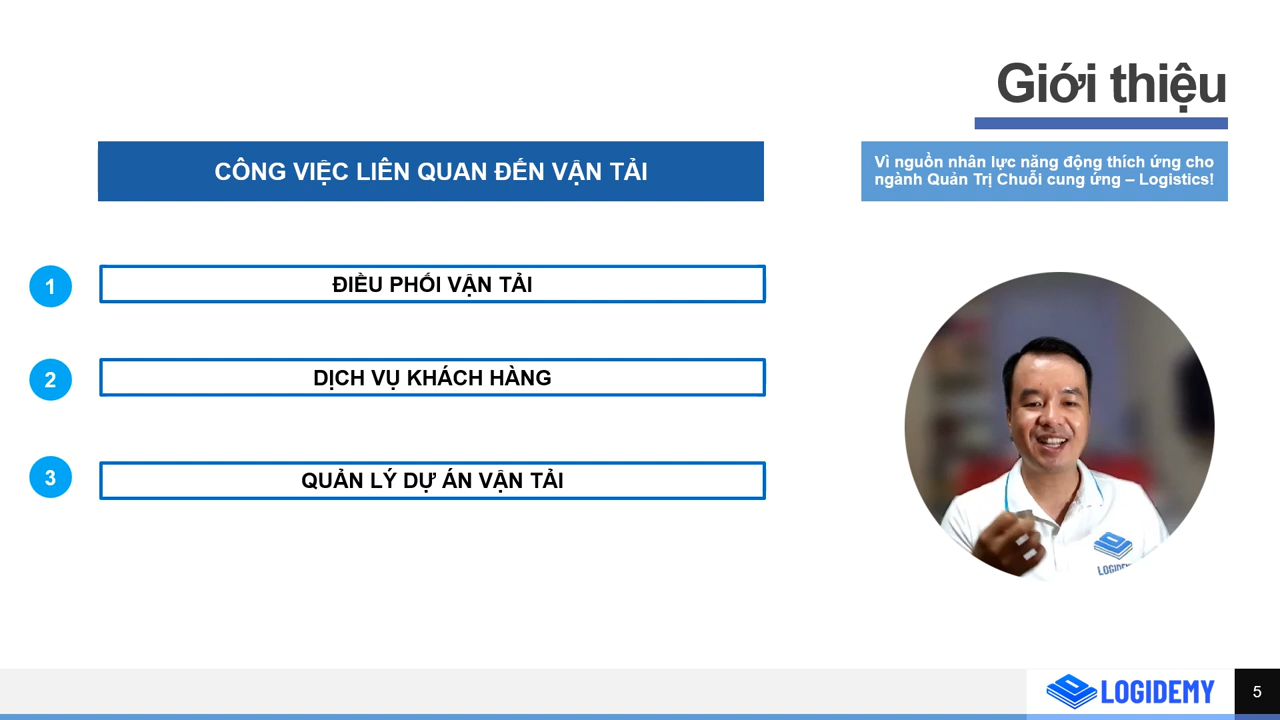 Giới thiệu
CÔNG VIỆC LIÊN QUAN ĐẾN VẬN TẢI
Vì nguồn nhân lực năng động thích ứng cho
ngành Quản Trị Chuỗi cung ứng – Logistics!
1
ĐIỀU PHỐI VẬN TẢI
2
DỊCH VỤ KHÁCH HÀNG
3
QUẢN LÝ DỰ ÁN VẬN TẢI
LOGIDEMY
LOGIDEMY
5